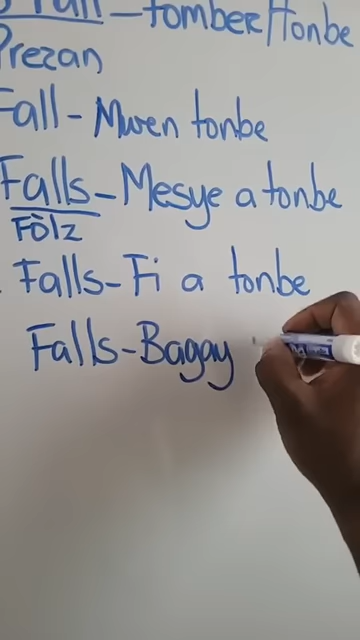 fall - tomber/tonbe
Prezan
Fall - Mwen tonbe
Falls - Mesye a tonbe
Fòlz
Falls - Fi a tonbe
Falls - Bagay